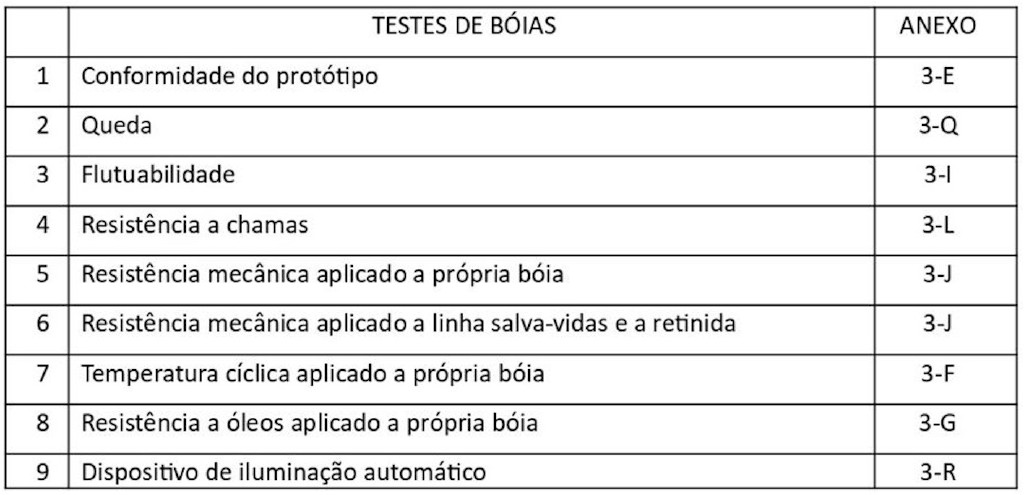 TESTES DE BÓIAS ANEXO
1 Conformidade do protótipo 3-E
2 Queda 3-Q
3 Flutuabilidade 3-I
4 Resistência a chamas 3-L
5 Resistência mecânica aplicado a própria bóia 3-J
6 Resistência mecânica aplicado a linha salva-vidas e a retinida 3-J
7 Temperatura cíclica aplicado a própria bóia 3-F
8 Resistência a óleos aplicado a própria bóia 3-G
9 Dispositivo de iluminação automático 3-R